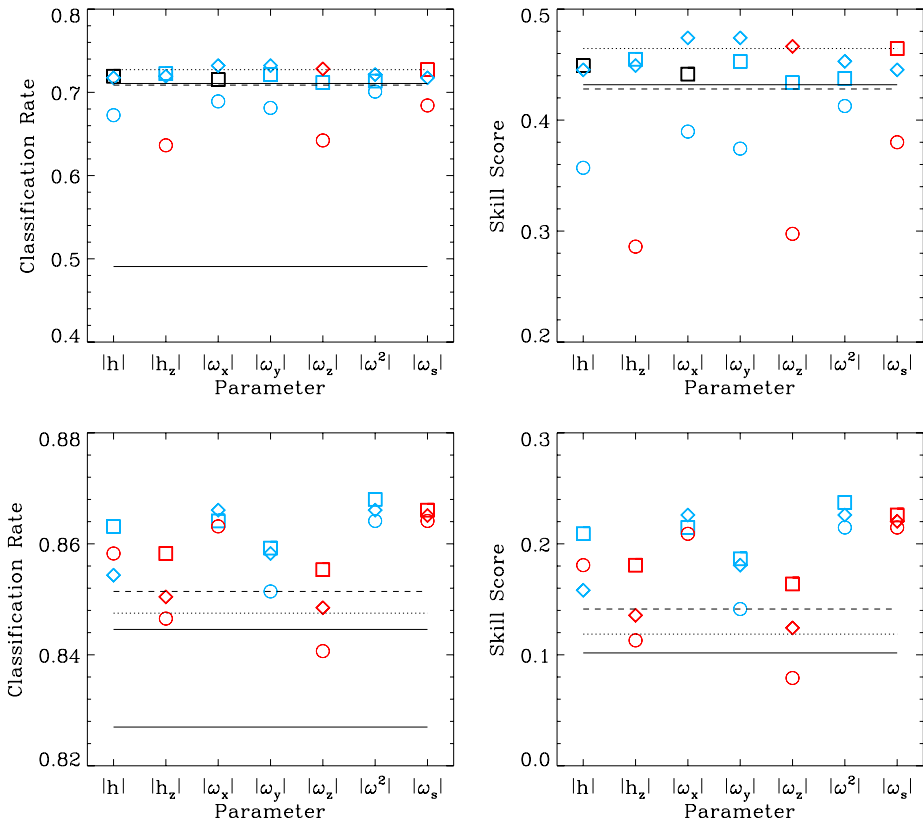 Classification Rate
0.8
0.7
0.6
0.5
0.4
|h| |h_z| |ω_x| |ω_y| |ω_z| |ω²| |ω_s|
Parameter
Skill Score
0.5
0.4
0.3
0.2
|h| |h_z| |ω_x| |ω_y| |ω_z| |ω²| |ω_s|
Parameter
Classification Rate
0.88
0.86
0.84
0.82
|h| |h_z| |ω_x| |ω_y| |ω_z| |ω²| |ω_s|
Parameter
Skill Score
0.3
0.2
0.1
0.0
|h| |h_z| |ω_x| |ω_y| |ω_z| |ω²| |ω_s|
Parameter